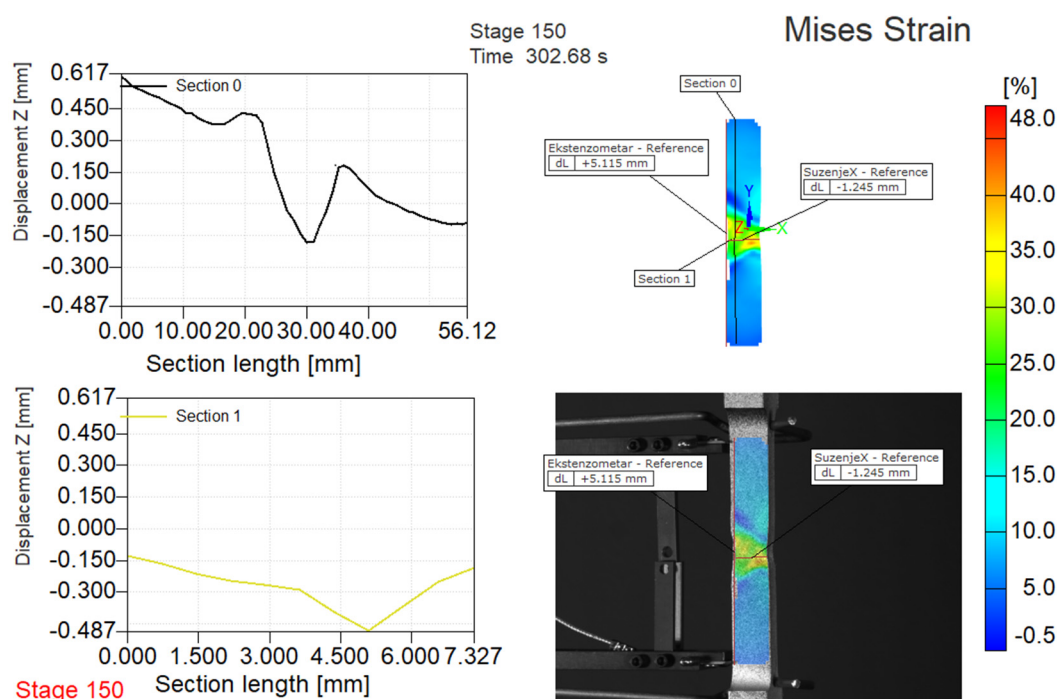 Stage 150
Time 302.68 s
Mises Strain
Displacement Z [mm]
0.617
0.450
0.300
0.150
0.000
-0.150
-0.300
-0.487
Section 0
0.00 10.00 20.00 30.00 40.00 56.12
Section length [mm]
Displacement Z [mm]
0.617
0.450
0.300
0.150
0.000
-0.150
-0.300
-0.487
Section 1
0.000 1.500 3.000 4.500 6.000 7.327
Section length [mm]
Stage 150
Section 0
Ekstenzometar - Reference
dL +5.115 mm
SuzenjeX - Reference
dL -1.245 mm
Y
Z
X
Section 1
Ekstenzometar - Reference
dL +5.115 mm
SuzenjeX - Reference
dL -1.245 mm
[%]
48.0
40.0
35.0
30.0
25.0
20.0
15.0
10.0
5.0
-0.5